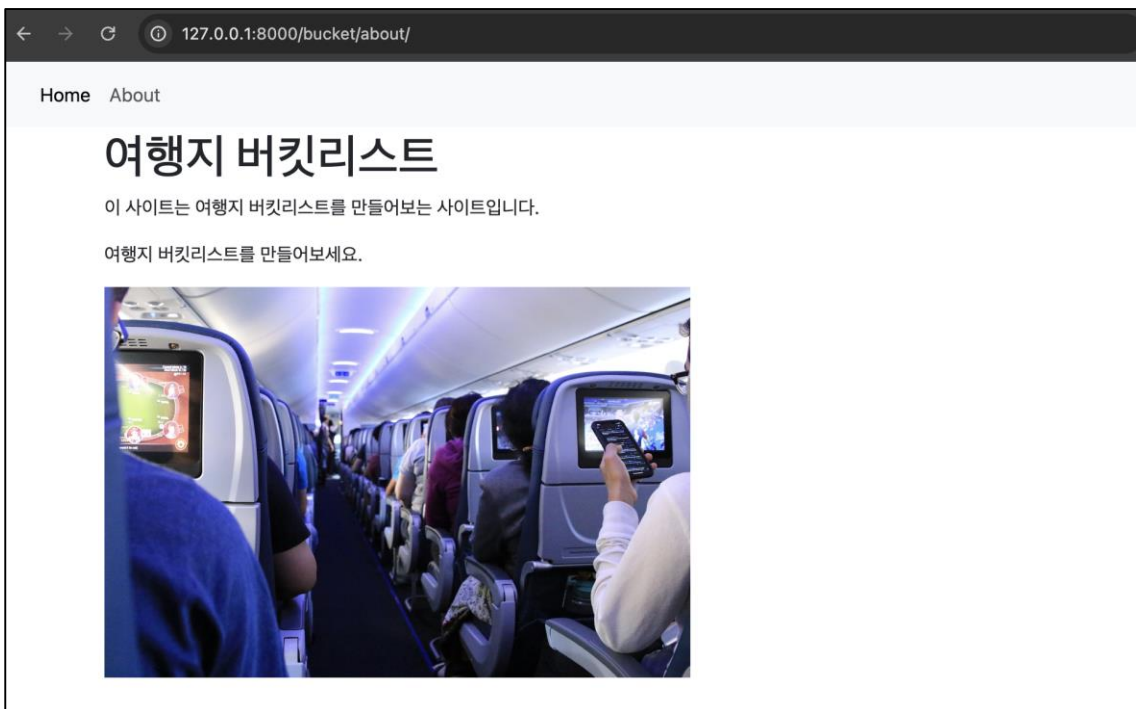 127.0.0.1:8000/bucket/about/
Home About
여행지 버킷리스트
이 사이트는 여행지 버킷리스트를 만들어보는 사이트입니다.
여행지 버킷리스트를 만들어보세요.